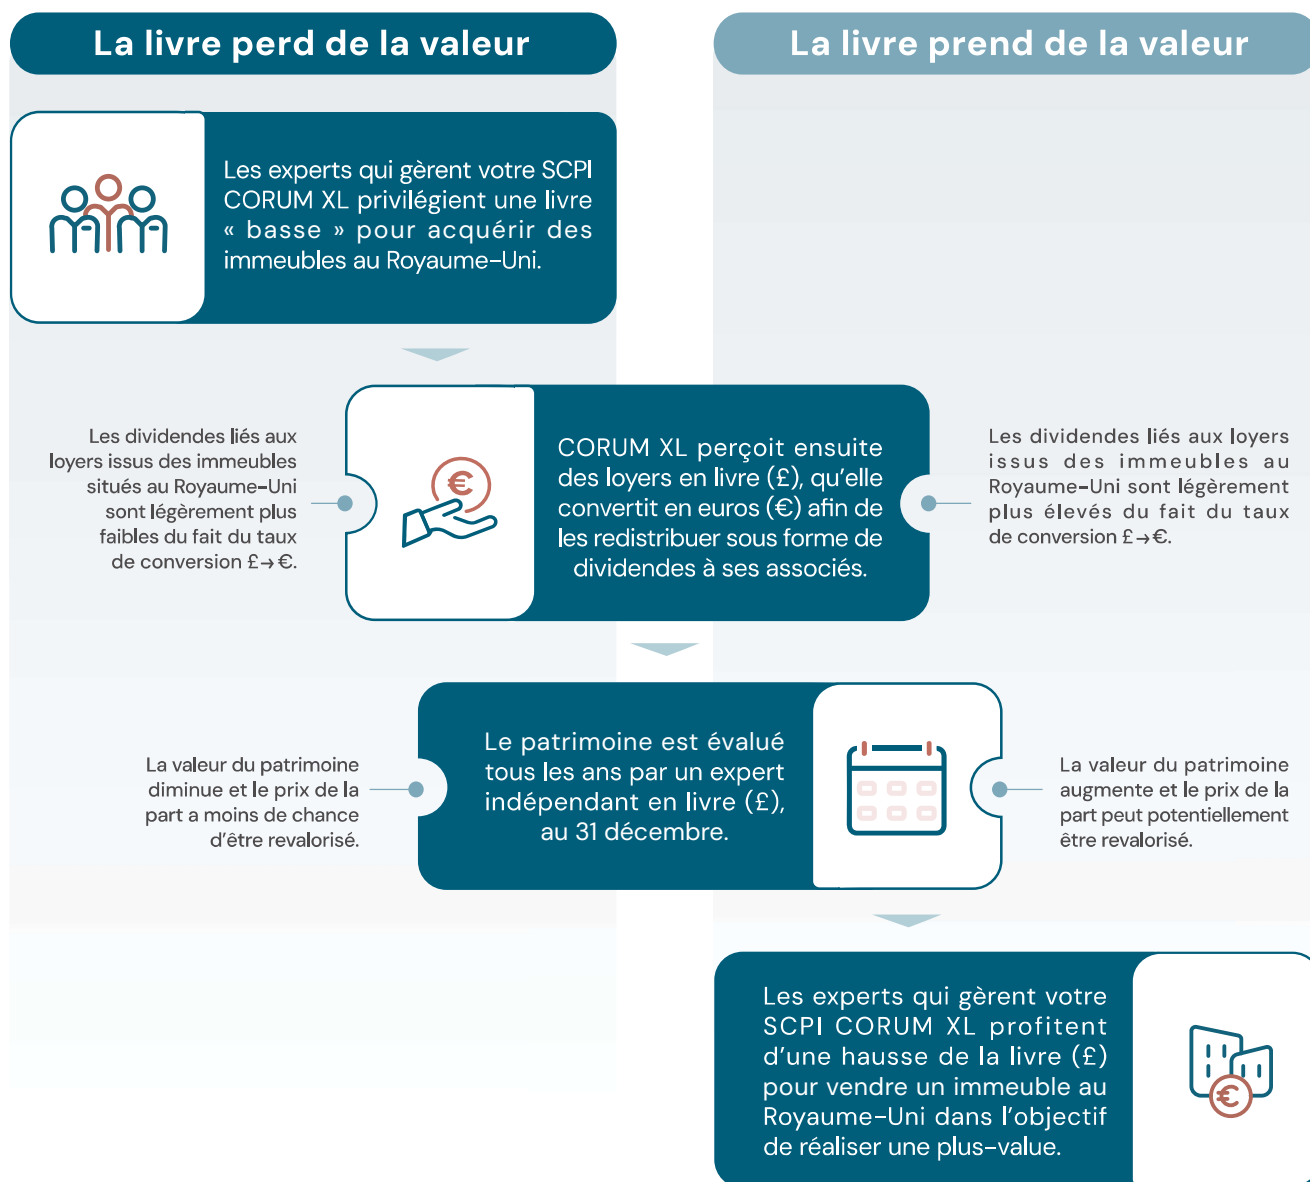 La livre perd de la valeur
La livre prend de la valeur
Les experts qui gèrent votre SCPI
CORUM XL privilégient une livre
« basse » pour acquérir des
immeubles au Royaume-Uni.
Les dividendes liés aux
loyers issus des immeubles
situés au Royaume-Uni
sont légèrement plus
faibles du fait du taux
de conversion £→€.
€
CORUM XL perçoit ensuite
des loyers en livre (£), qu’elle
convertit en euros (€) afin de
les redistribuer sous forme de
dividendes à ses associés.
Les dividendes liés aux loyers
issus des immeubles au
Royaume-Uni sont légèrement
plus élevés du fait du taux
de conversion £→€.
La valeur du patrimoine
diminue et le prix de la
part a moins de chance
d’être revalorisé.
Le patrimoine est évalué
tous les ans par un expert
indépendant en livre (£),
au 31 décembre.
La valeur du patrimoine
augmente et le prix de la
part peut potentiellement
être revalorisé.
Les experts qui gèrent votre
SCPI CORUM XL profitent
d’une hausse de la livre (£)
pour vendre un immeuble au
Royaume-Uni dans l’objectif
de réaliser une plus-value.
€